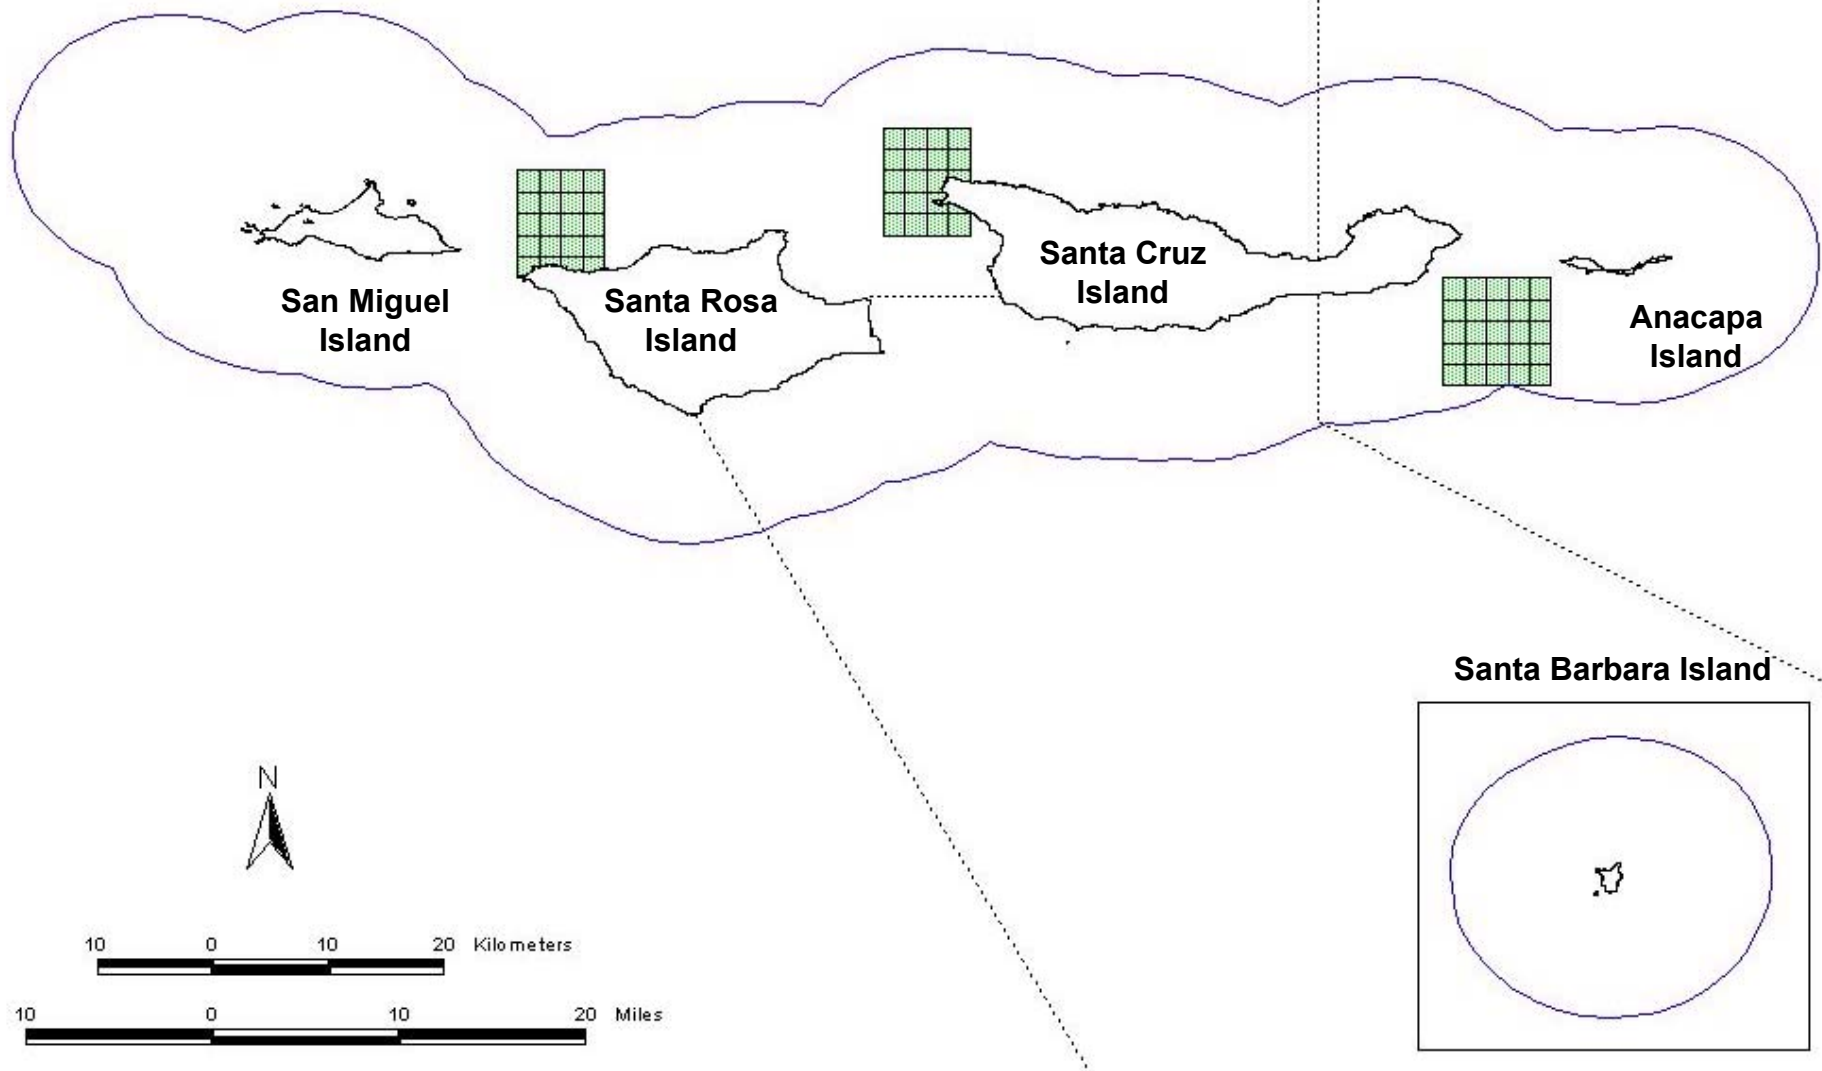 San Miguel
Island
Santa Rosa
Island
Santa Cruz
Island
Anacapa
Island
Santa Barbara Island
N
10 0 10 20 Kilometers
10 0 10 20 Miles